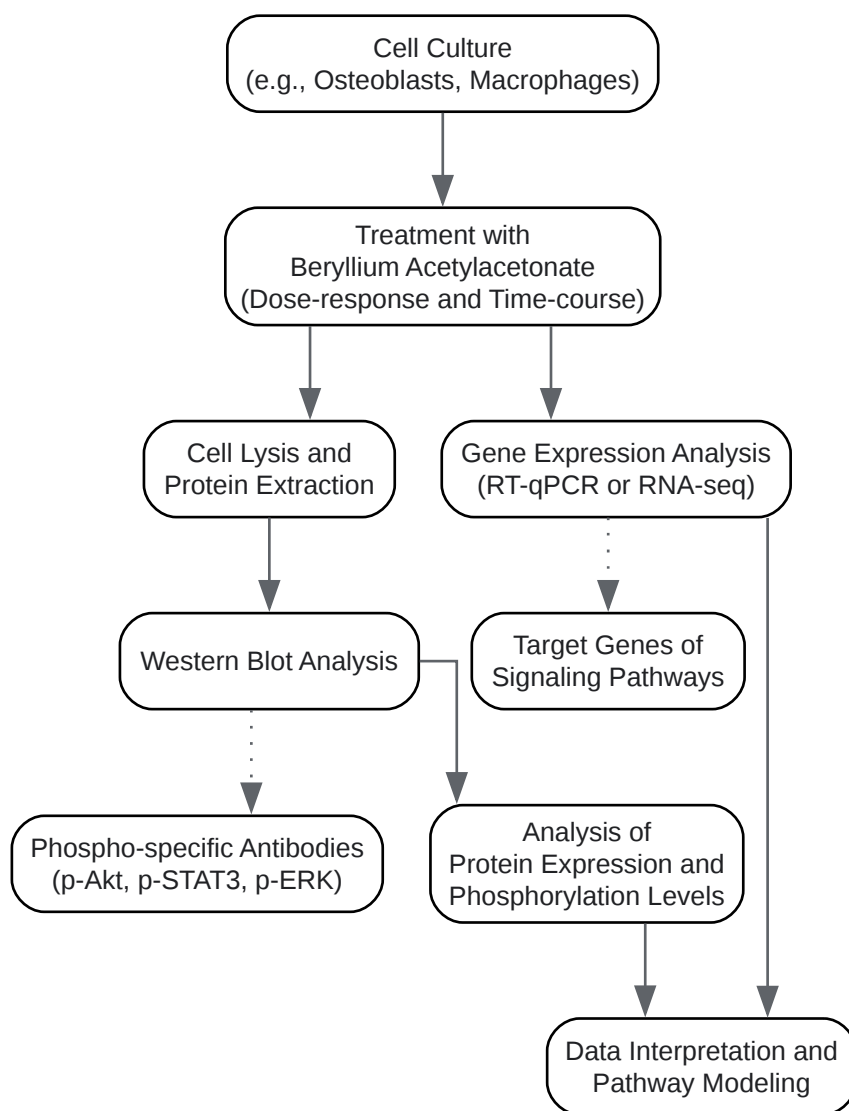 Cell Culture
(e.g., Osteoblasts, Macrophages)
Treatment with
Beryllium Acetylacetonate
(Dose-response and Time-course)
Cell Lysis and
Protein Extraction
Gene Expression Analysis
(RT-qPCR or RNA-seq)
Western Blot Analysis
Target Genes of
Signaling Pathways
Phospho-specific Antibodies
(p-Akt, p-STAT3, p-ERK)
Analysis of
Protein Expression and
Phosphorylation Levels
Data Interpretation and
Pathway Modeling